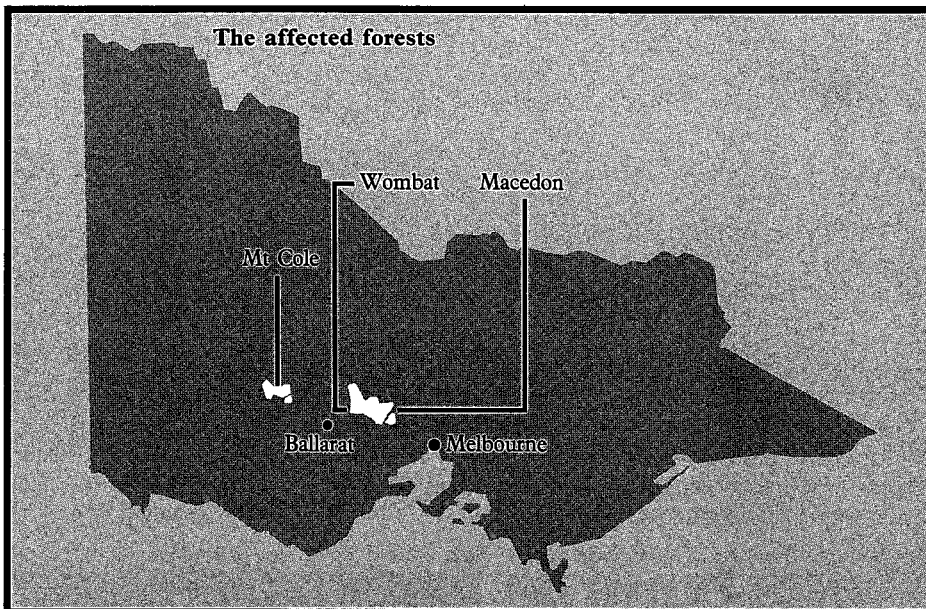 The affected forests
Wombat
Macedon
Mt Cole
Ballarat
Melbourne